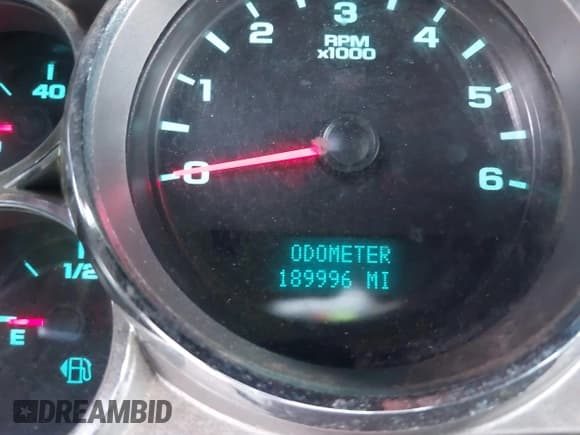 0 1 2 3 4 5 6
RPM
x1000
40
1/2
E
ODOMETER
189996 MI
DREAMBID